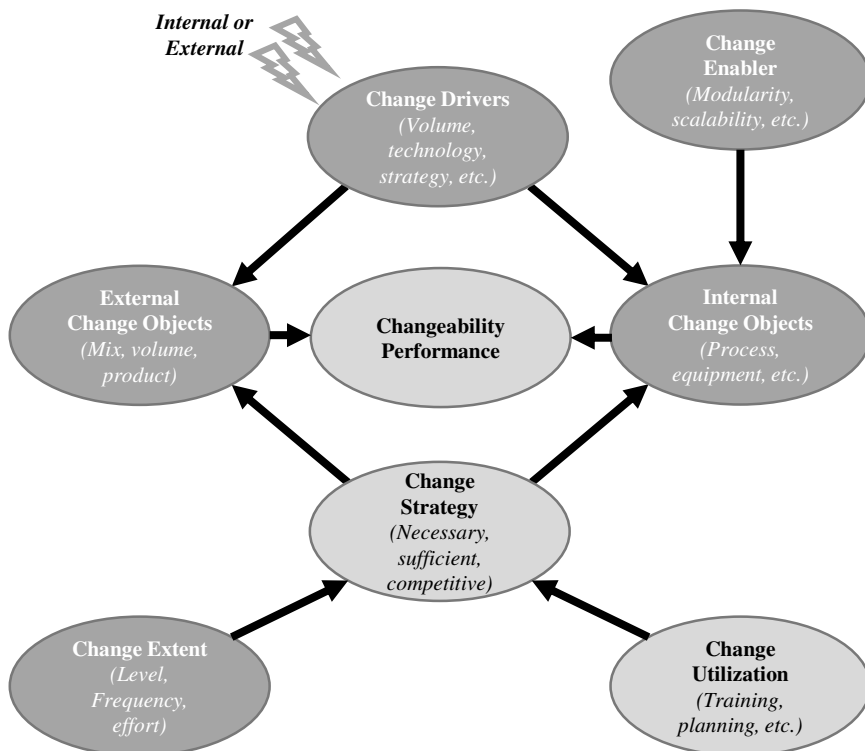 Internal or
External
Change Drivers
(Volume,
technology,
strategy, etc.)
Change
Enabler
(Modularity,
scalability, etc.)
External
Change Objects
(Mix, volume,
product)
Changeability
Performance
Internal
Change Objects
(Process,
equipment, etc.)
Change
Strategy
(Necessary,
sufficient,
competitive)
Change Extent
(Level,
Frequency,
effort)
Change
Utilization
(Training,
planning, etc.)